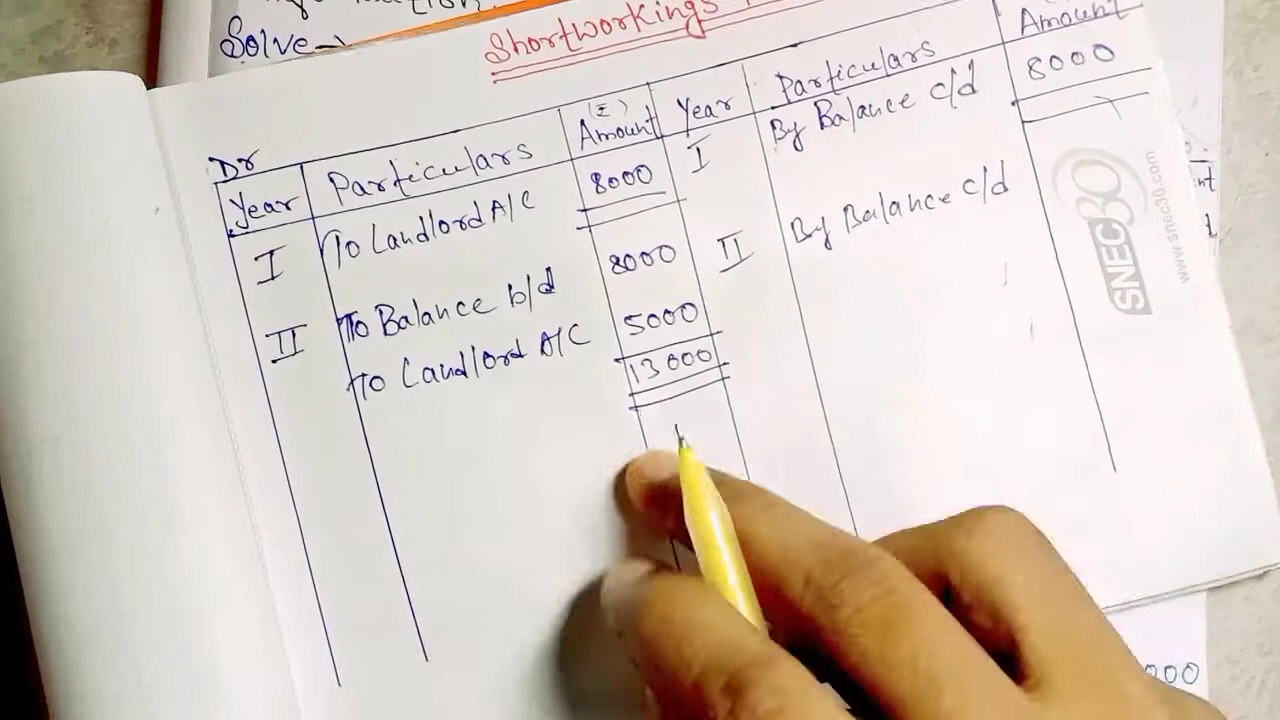 Solve→
Shortworkings
Dr
Year Particulars (₹) Amount Year Particulars Amount
I To Landlord A/C 8000 I By Balance c/d 8000
II To Balance b/d 8000 II By Balance c/d
To Landlord A/C 5000
13000
SNEC30
www.snec30.com
000